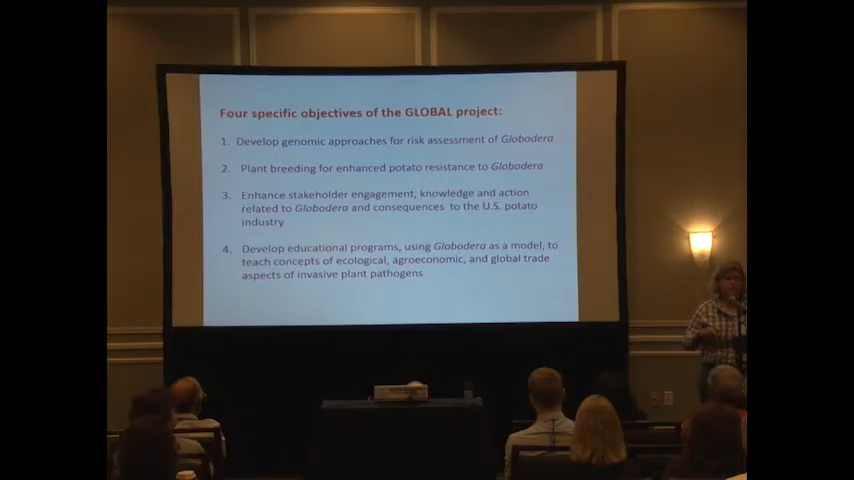 Four specific objectives of the GLOBAL project:
1. Develop genomic approaches for risk assessment of Globodera
2. Plant breeding for enhanced potato resistance to Globodera
3. Enhance stakeholder engagement, knowledge and action
related to Globodera and consequences to the U.S. potato
industry
4. Develop educational programs, using Globodera as a model, to
teach concepts of ecological, agroeconomic, and global trade
aspects of invasive plant pathogens